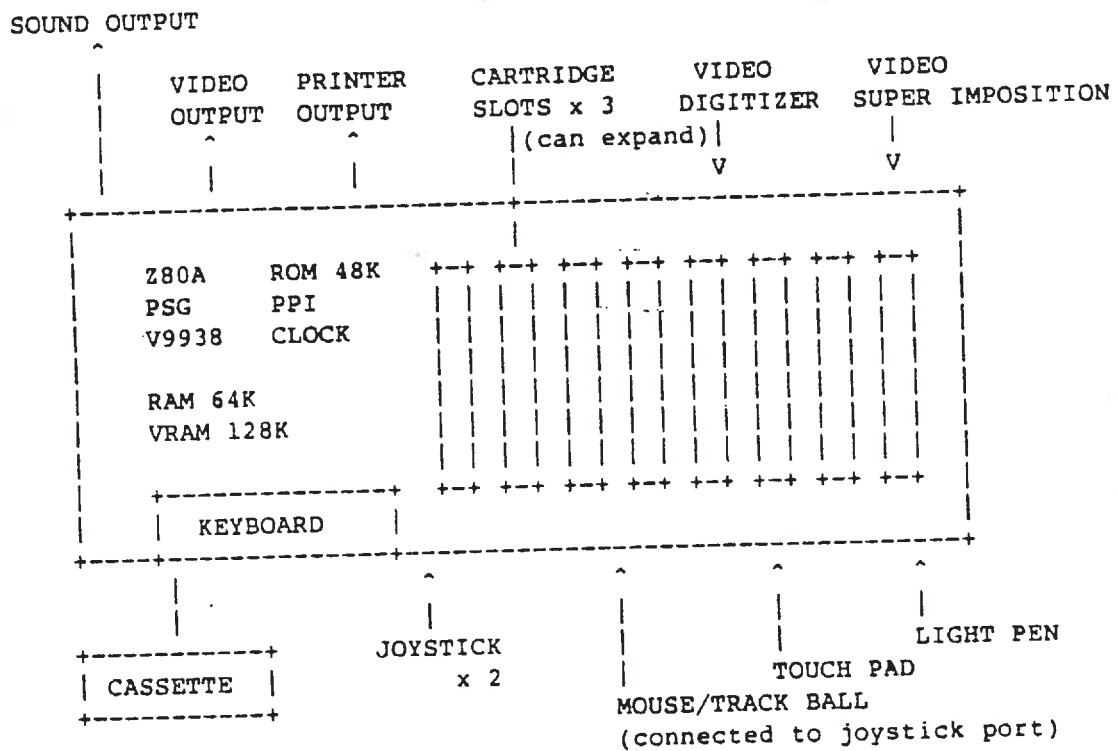 SOUND OUTPUT
VIDEO OUTPUT
PRINTER OUTPUT
CARTRIDGE SLOTS x 3
(can expand)
VIDEO DIGITIZER
VIDEO SUPER IMPOSITION
Z80A ROM 48K
PSG PPI
V9938 CLOCK
RAM 64K
VRAM 128K
KEYBOARD
CASSETTE
JOYSTICK
x 2
MOUSE/TRACK BALL
(connected to joystick port)
TOUCH PAD
LIGHT PEN